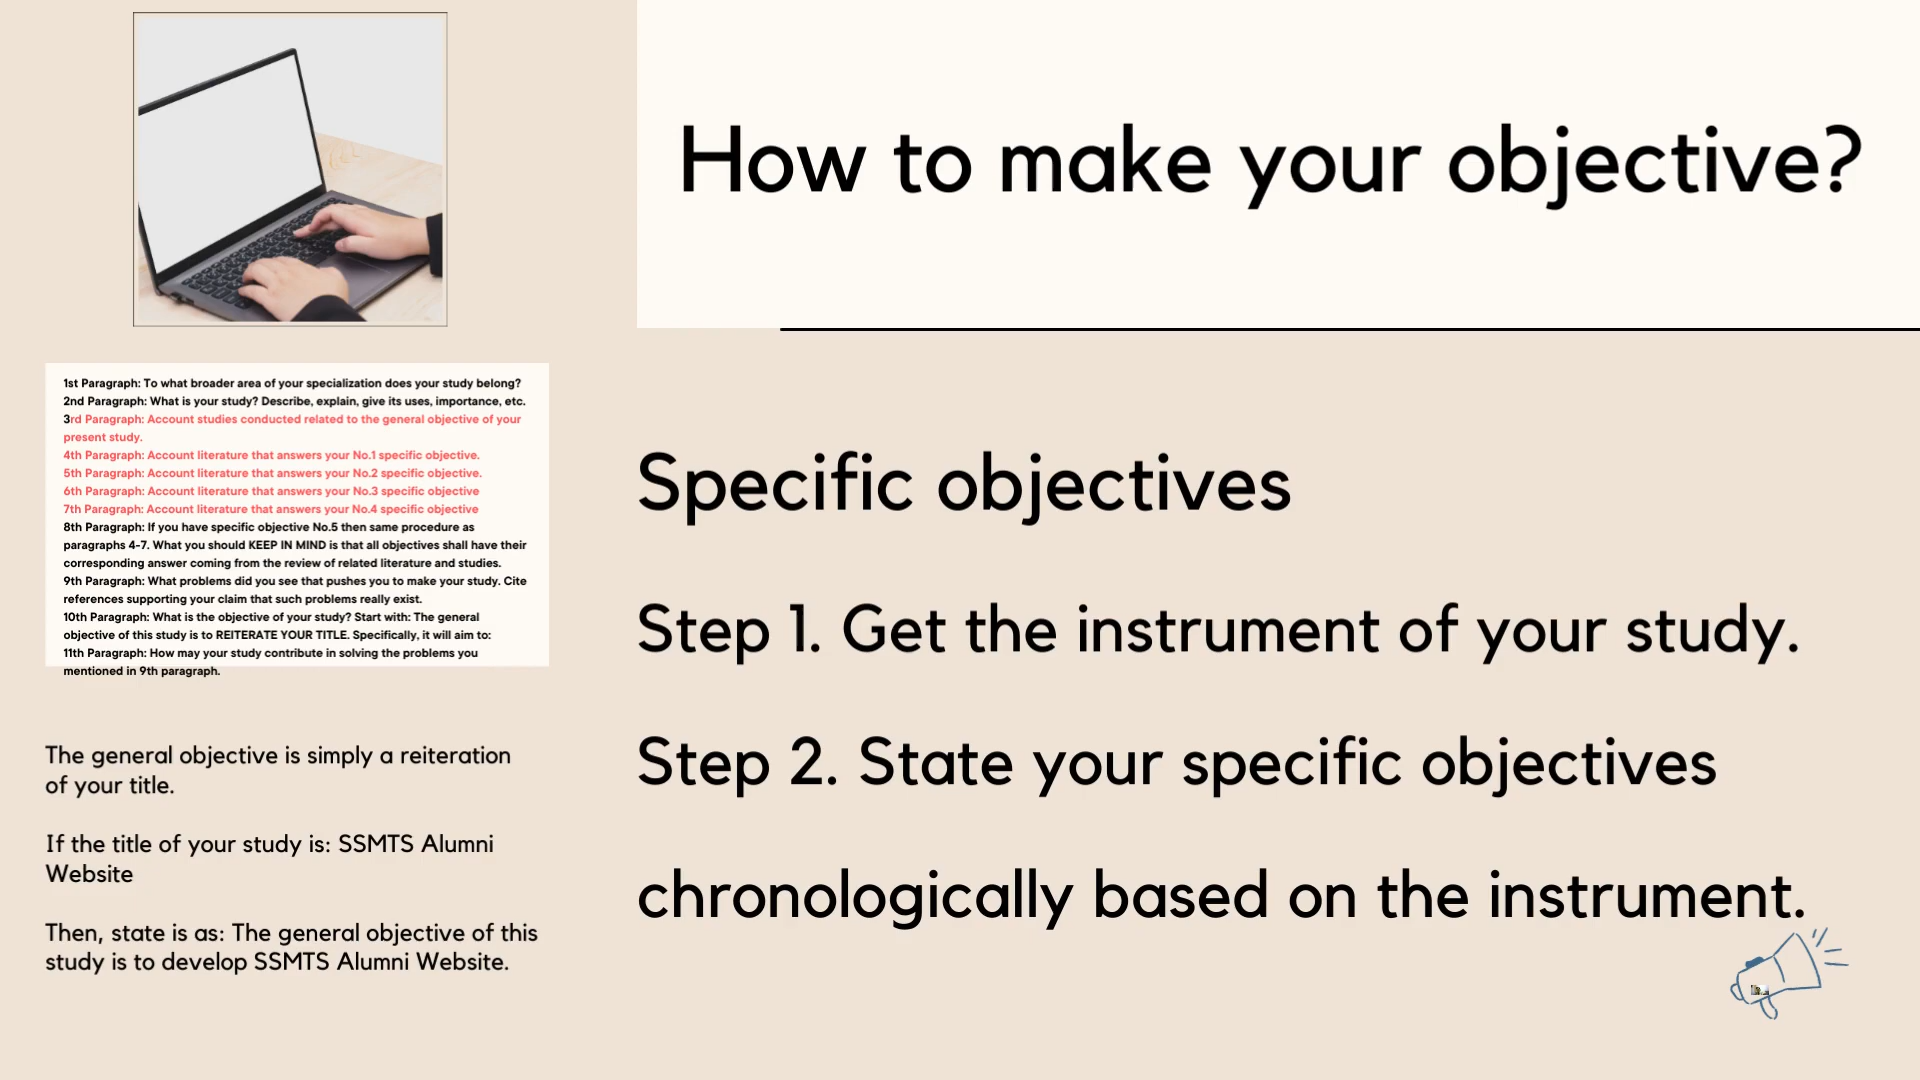 How to make your objective?
1st Paragraph: To what broader area of your specialization does your study belong?
2nd Paragraph: What is your study? Describe, explain, give its uses, importance, etc.
3rd Paragraph: Account studies conducted related to the general objective of your
present study.
4th Paragraph: Account literature that answers your No.1 specific objective.
5th Paragraph: Account literature that answers your No.2 specific objective.
6th Paragraph: Account literature that answers your No.3 specific objective
7th Paragraph: Account literature that answers your No.4 specific objective
8th Paragraph: If you have specific objective No.5 then same procedure as
paragraphs 4-7. What you should KEEP IN MIND is that all objectives shall have their
corresponding answer coming from the review of related literature and studies.
9th Paragraph: What problems did you see that pushes you to make your study. Cite
references supporting your claim that such problems really exist.
10th Paragraph: What is the objective of your study? Start with: The general
objective of this study is to REITERATE YOUR TITLE. Specifically, it will aim to:
11th Paragraph: How may your study contribute in solving the problems you
mentioned in 9th paragraph.
The general objective is simply a reiteration
of your title.
If the title of your study is: SSMTS Alumni
Website
Then, state is as: The general objective of this
study is to develop SSMTS Alumni Website.
Specific objectives
Step 1. Get the instrument of your study.
Step 2. State your specific objectives
chronologically based on the instrument.